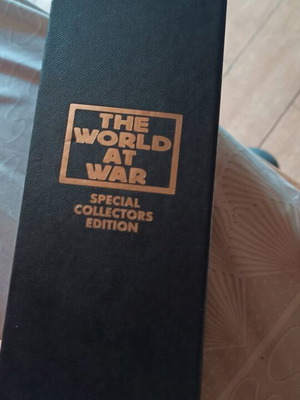 THE
WORLD
AT
WAR
SPECIAL
COLLECTORS
EDITION